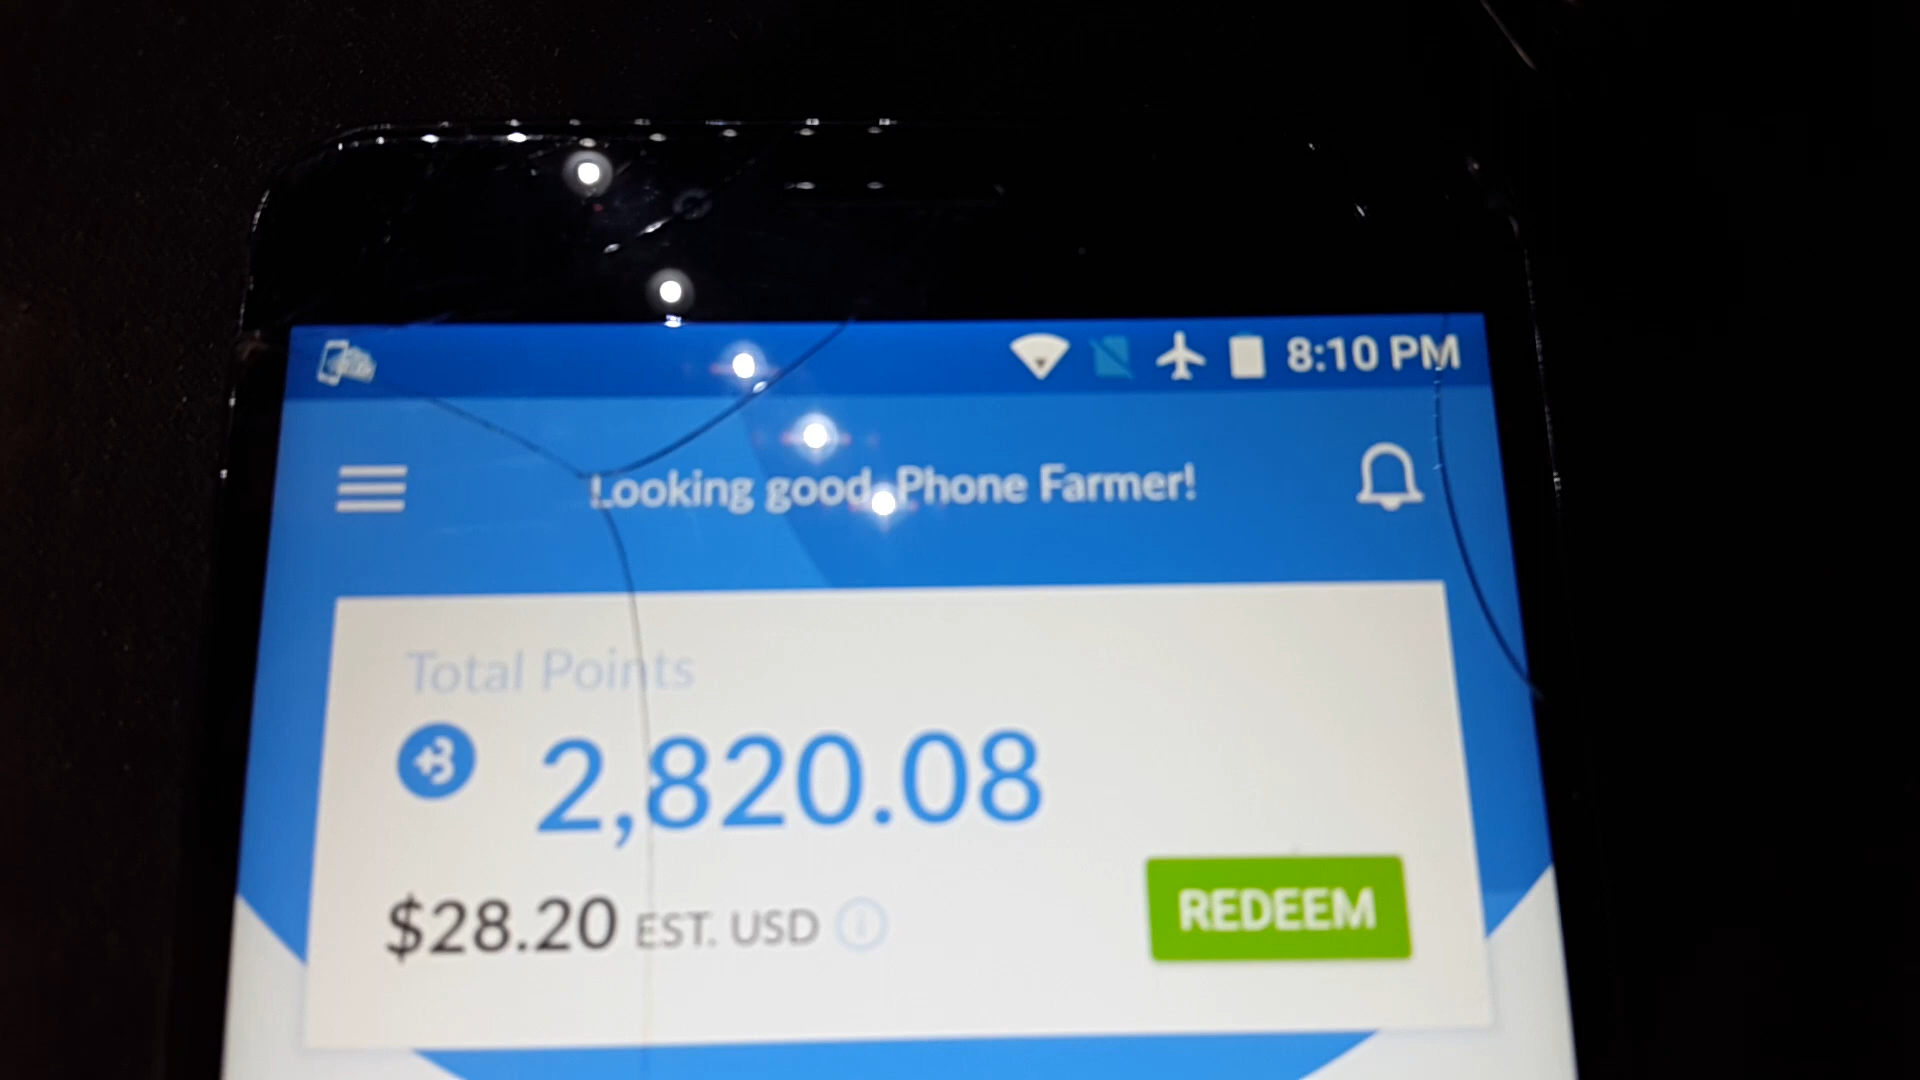 8:10 PM
Looking good, Phone Farmer!
Total Points
2,820.08
$28.20 EST. USD
REDEEM